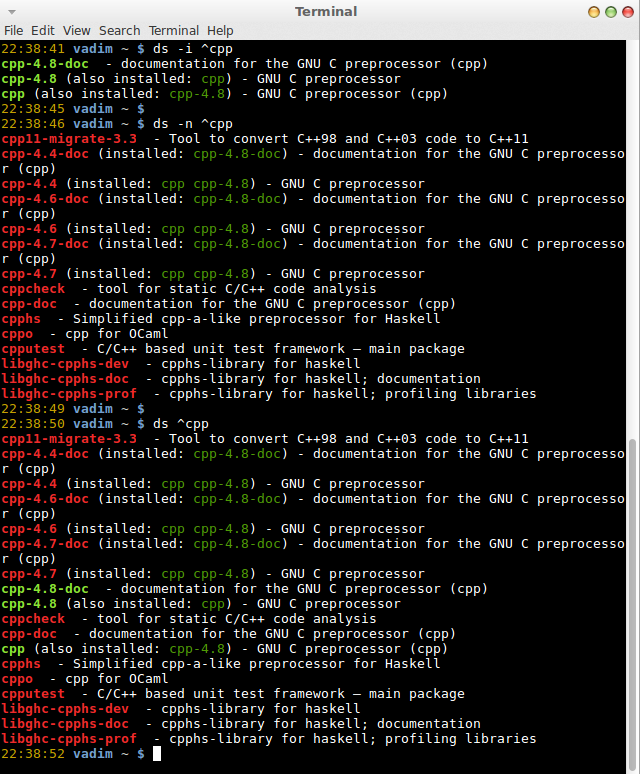 Terminal
File Edit View Search Terminal Help
22:38:41 vadim ~ $ ds -i ^cpp
cpp-4.8-doc  - documentation for the GNU C preprocessor (cpp)
cpp-4.8 (also installed: cpp) - GNU C preprocessor
cpp (also installed: cpp-4.8) - GNU C preprocessor (cpp)
22:38:45 vadim ~ $
22:38:46 vadim ~ $ ds -n ^cpp
cpp11-migrate-3.3  - Tool to convert C++98 and C++03 code to C++11
cpp-4.4-doc (installed: cpp-4.8-doc) - documentation for the GNU C preprocesso
r (cpp)
cpp-4.4 (installed: cpp cpp-4.8) - GNU C preprocessor
cpp-4.6-doc (installed: cpp-4.8-doc) - documentation for the GNU C preprocesso
r (cpp)
cpp-4.6 (installed: cpp cpp-4.8) - GNU C preprocessor
cpp-4.7-doc (installed: cpp-4.8-doc) - documentation for the GNU C preprocesso
r (cpp)
cpp-4.7 (installed: cpp cpp-4.8) - GNU C preprocessor
cppcheck  - tool for static C/C++ code analysis
cpp-doc  - documentation for the GNU C preprocessor (cpp)
cpphs  - Simplified cpp-a-like preprocessor for Haskell
cppo  - cpp for OCaml
cpputest  - C/C++ based unit test framework — main package
libghc-cpphs-dev  - cpphs-library for haskell
libghc-cpphs-doc  - cpphs-library for haskell; documentation
libghc-cpphs-prof  - cpphs-library for haskell; profiling libraries
22:38:49 vadim ~ $
22:38:50 vadim ~ $ ds ^cpp
cpp11-migrate-3.3  - Tool to convert C++98 and C++03 code to C++11
cpp-4.4-doc (installed: cpp-4.8-doc) - documentation for the GNU C preprocesso
r (cpp)
cpp-4.4 (installed: cpp cpp-4.8) - GNU C preprocessor
cpp-4.6-doc (installed: cpp-4.8-doc) - documentation for the GNU C preprocesso
r (cpp)
cpp-4.6 (installed: cpp cpp-4.8) - GNU C preprocessor
cpp-4.7-doc (installed: cpp-4.8-doc) - documentation for the GNU C preprocesso
r (cpp)
cpp-4.7 (installed: cpp cpp-4.8) - GNU C preprocessor
cpp-4.8-doc  - documentation for the GNU C preprocessor (cpp)
cpp-4.8 (also installed: cpp) - GNU C preprocessor
cppcheck  - tool for static C/C++ code analysis
cpp-doc  - documentation for the GNU C preprocessor (cpp)
cpp (also installed: cpp-4.8) - GNU C preprocessor (cpp)
cpphs  - Simplified cpp-a-like preprocessor for Haskell
cppo  - cpp for OCaml
cpputest  - C/C++ based unit test framework — main package
libghc-cpphs-dev  - cpphs-library for haskell
libghc-cpphs-doc  - cpphs-library for haskell; documentation
libghc-cpphs-prof  - cpphs-library for haskell; profiling libraries
22:38:52 vadim ~ $